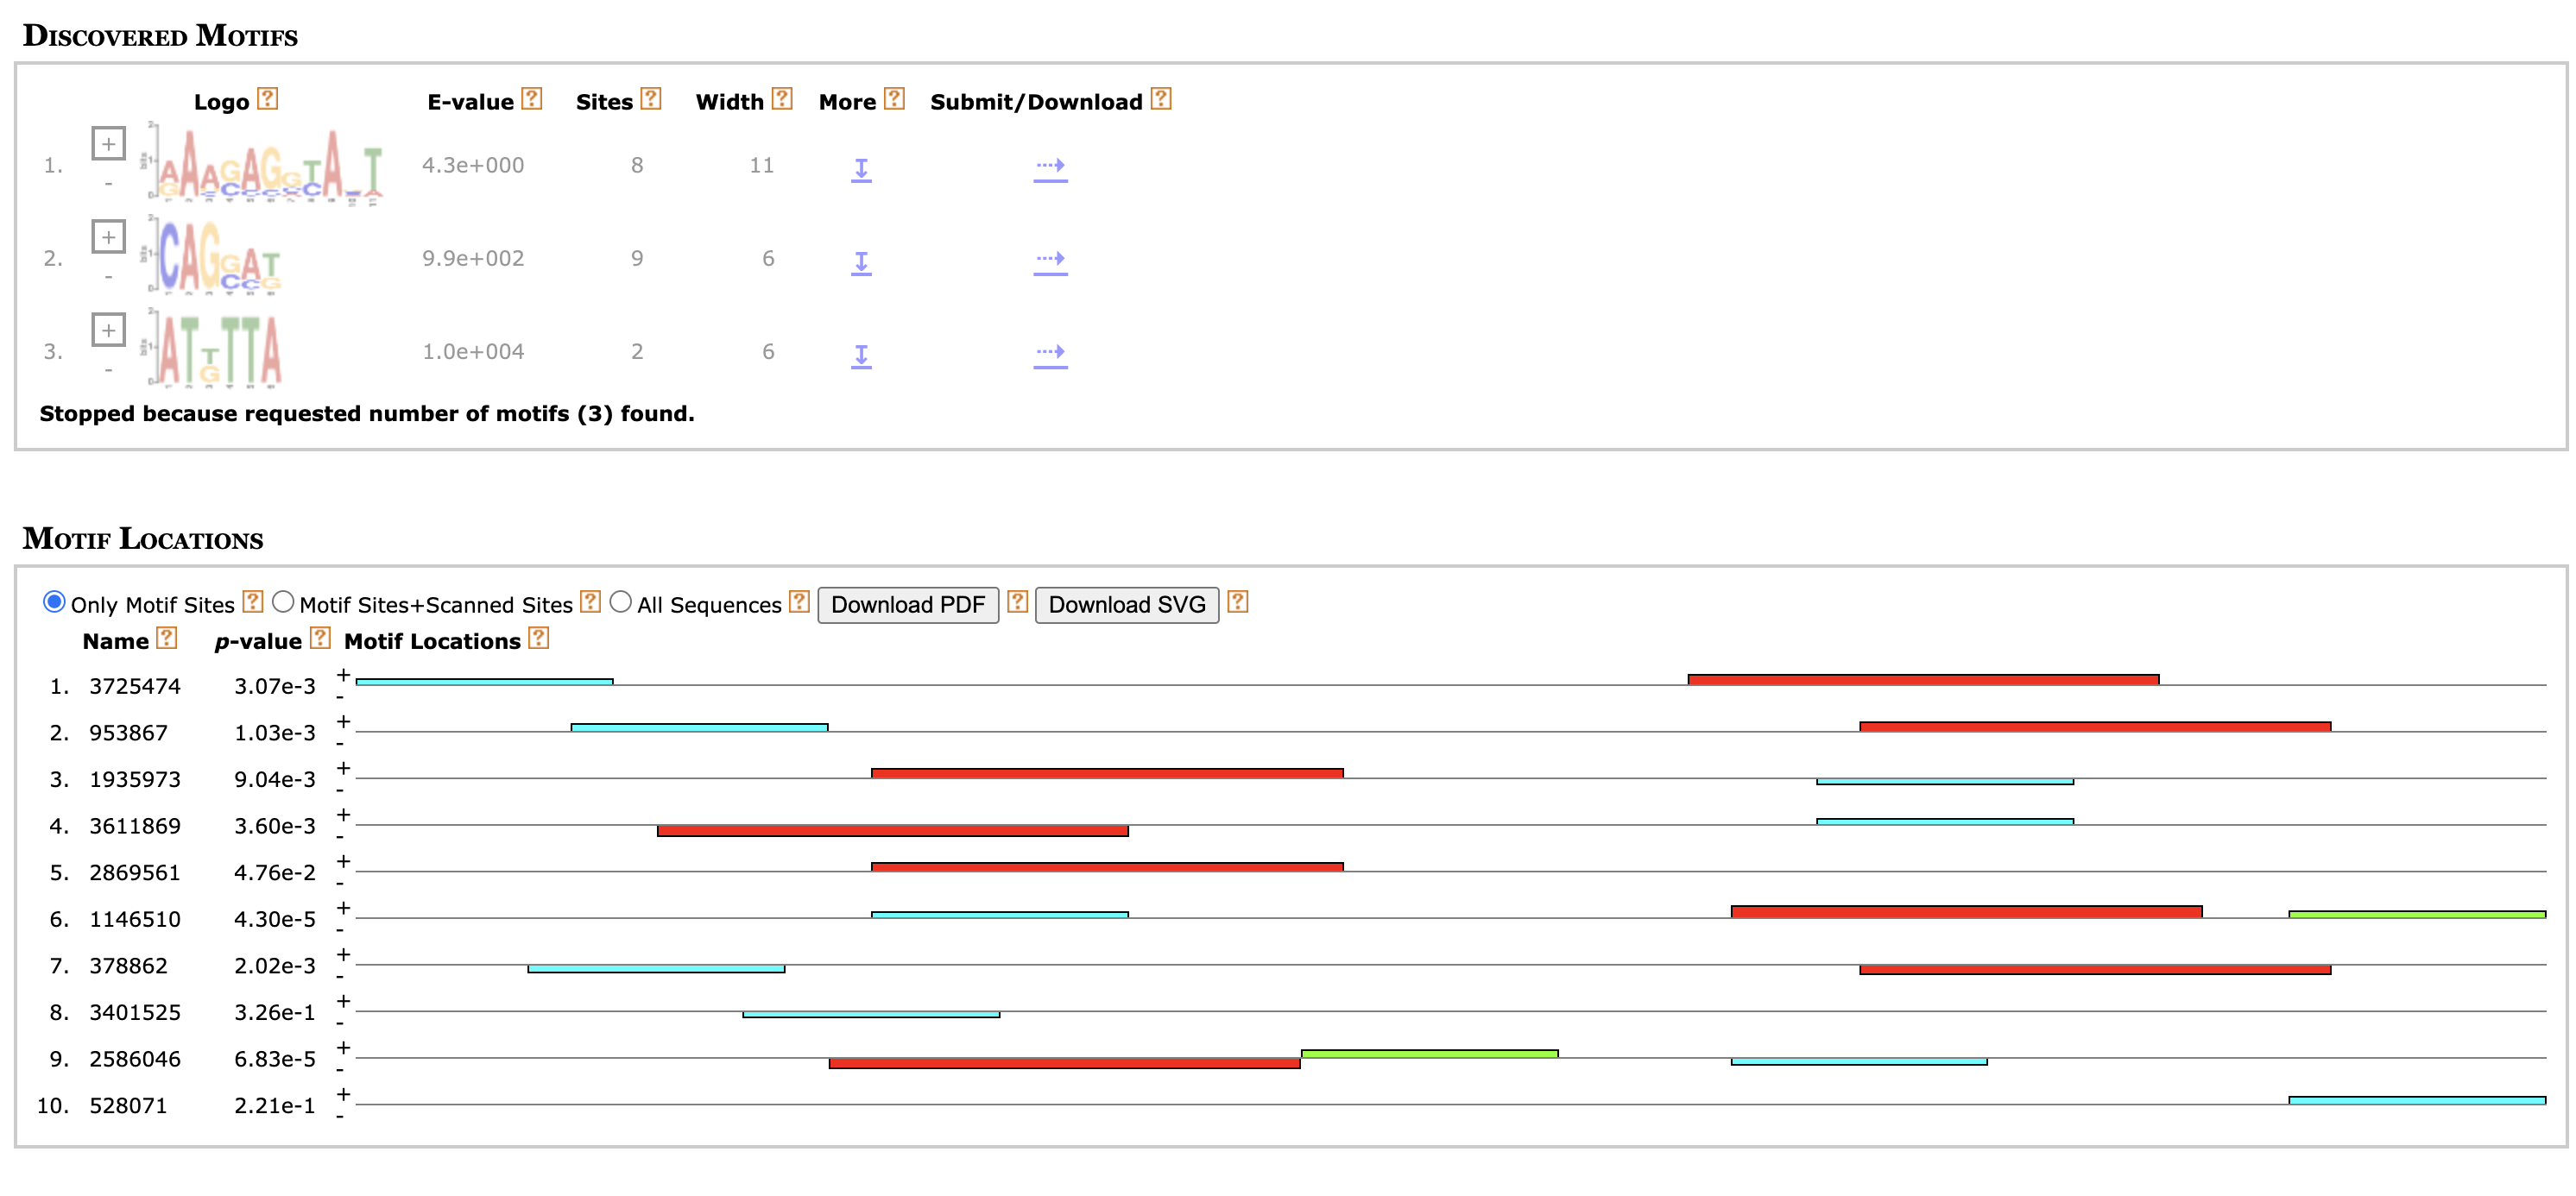 DISCOVERED MOTIFS
Logo ? E-value ? Sites ? Width ? More ? Submit/Download ?
1. + - 4.3e+000 8 11
2. + - CAGGAT 9.9e+002 9 6
3. + - ATTTTA 1.0e+004 2 6
Stopped because requested number of motifs (3) found.
MOTIF LOCATIONS
Only Motif Sites ? Motif Sites+Scanned Sites ? All Sequences ? Download PDF ? Download SVG ?
Name ? p-value ? Motif Locations ?
1. 3725474 3.07e-3 + -
2. 953867 1.03e-3 + -
3. 1935973 9.04e-3 + -
4. 3611869 3.60e-3 + -
5. 2869561 4.76e-2 + -
6. 1146510 4.30e-5 + -
7. 378862 2.02e-3 + -
8. 3401525 3.26e-1 + -
9. 2586046 6.83e-5 + -
10. 528071 2.21e-1 + -